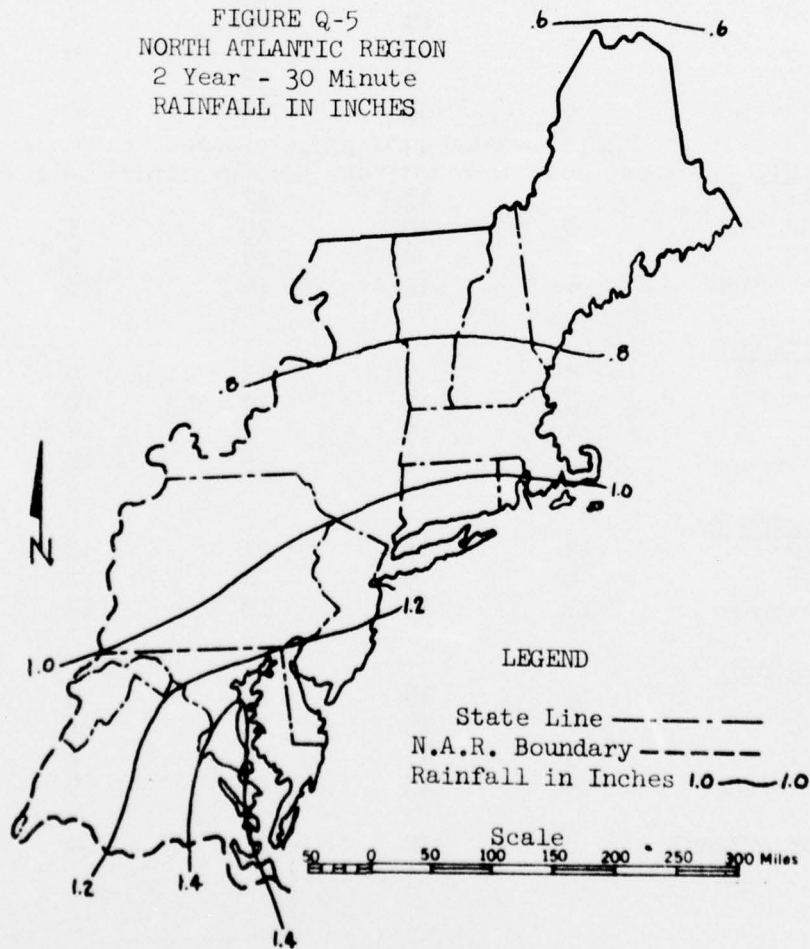 FIGURE Q-5
NORTH ATLANTIC REGION
2 Year - 30 Minute
RAINFALL IN INCHES
.6 .6
.8 .8
1.0
1.2
1.0
N
LEGEND
State Line
N.A.R. Boundary
Rainfall in Inches 1.0 1.0
Scale
50 0 50 100 150 200 250 300 Miles
1.2 1.4
1.4